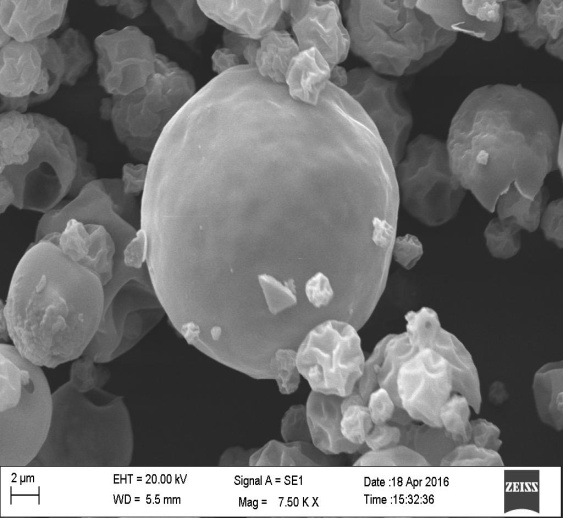 2 µm
EHT = 20.00 kV
Signal A = SE1
Date :18 Apr 2016
ZEISS
WD = 5.5 mm
Mag = 7.50 K X
Time :15:32:36